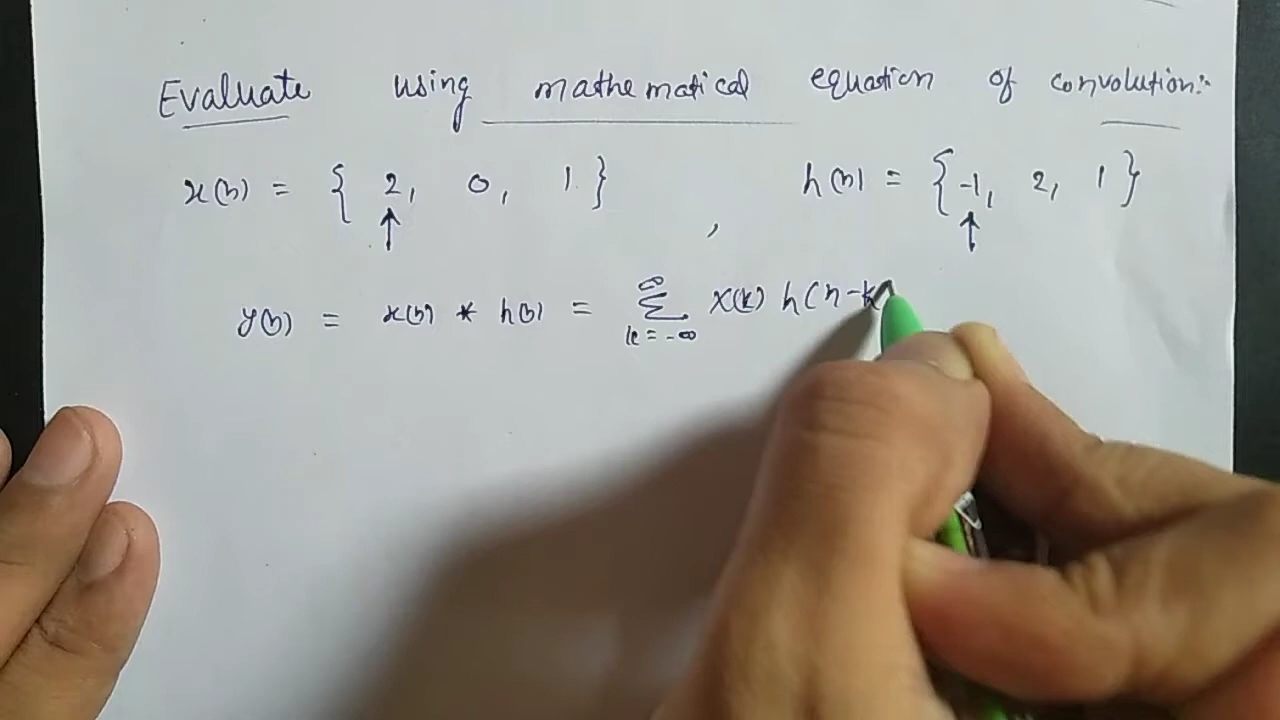 Evaluate using mathematical equation of convolution:-
x(n) = { 2, 0, 1 } , h(n) = { -1, 2, 1 }
↑ ↑
y(n) = x(n) * h(n) = ∞ Σ k = -∞ x(k) h(n-k